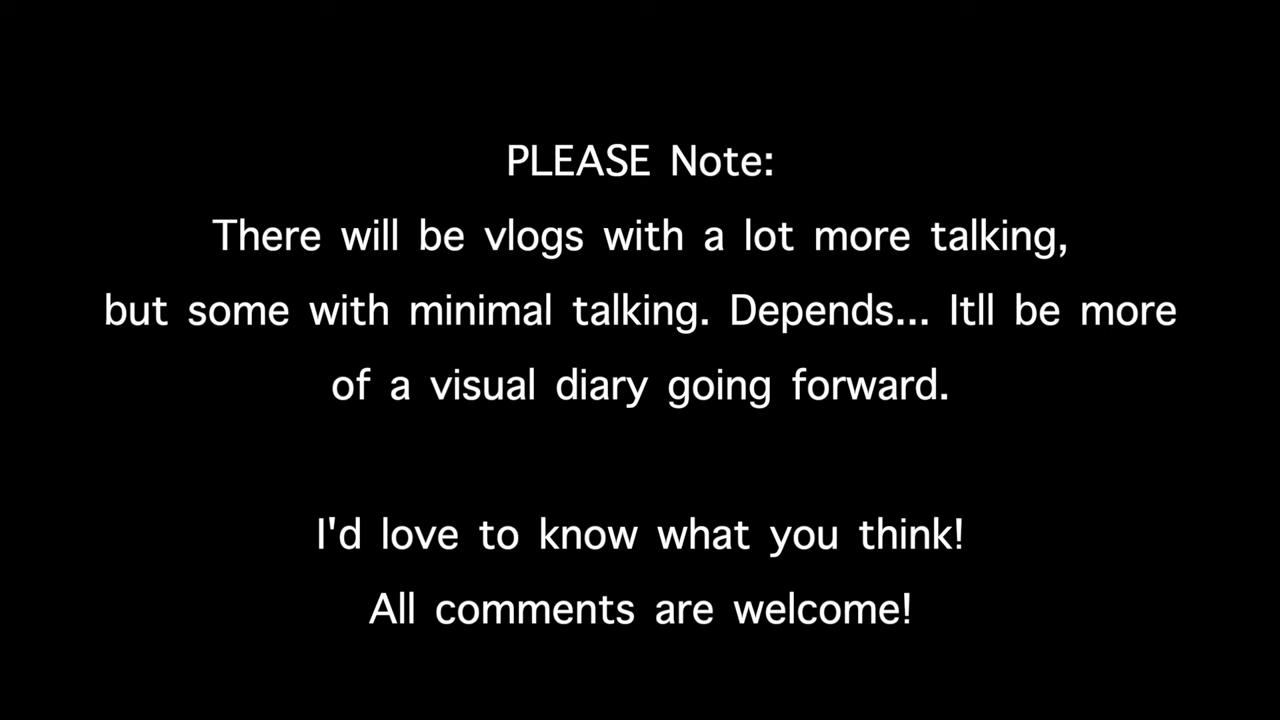 PLEASE Note:
There will be vlogs with a lot more talking,
but some with minimal talking. Depends... Itll be more
of a visual diary going forward.
I'd love to know what you think!
All comments are welcome!